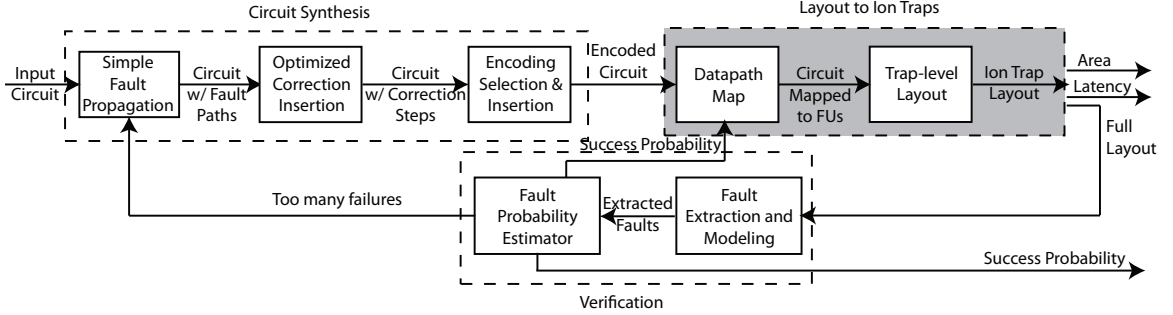 Circuit Synthesis
Layout to Ion Traps
Input
Circuit
Simple
Fault
Propagation
Circuit
w/ Fault
Paths
Optimized
Correction
Insertion
Circuit
w/ Correction
Steps
Encoding
Selection &
Insertion
Encoded
Circuit
Datapath
Map
Circuit
Mapped
to FUs
Trap-level
Layout
Ion Trap
Layout
Area
Latency
Full
Layout
Success Probability
Too many failures
Fault
Probability
Estimator
Extracted
Faults
Fault
Extraction and
Modeling
Success Probability
Verification